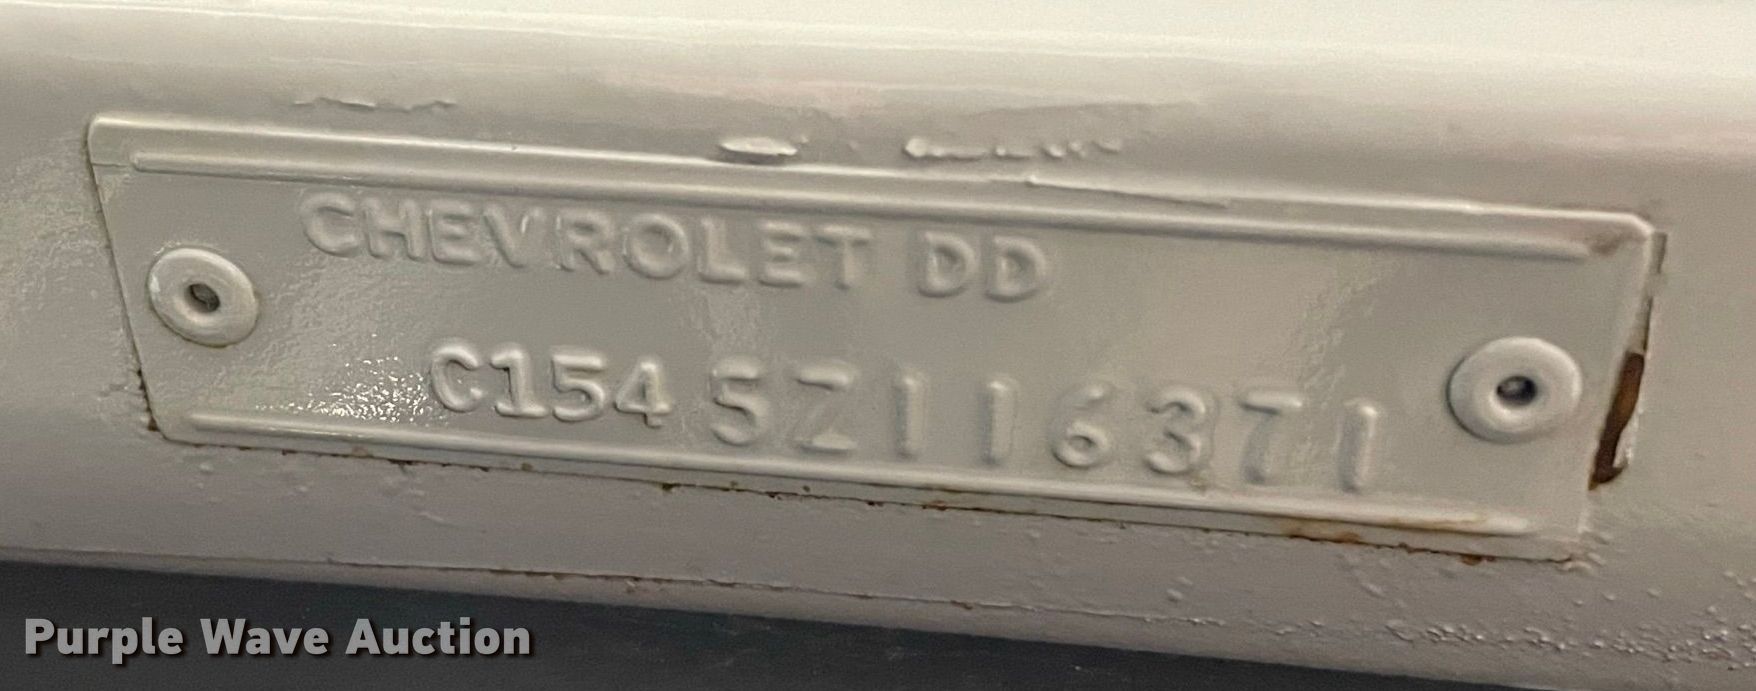 CHEVROLET DD
C154 5Z116371
Purple Wave Auction